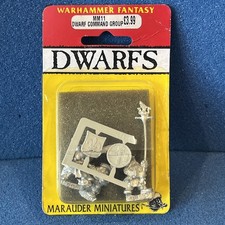 WARHAMMER FANTASY
MM11
DWARF COMMAND GROUP
£3.99
DWARFS
MARAUDER MINIATURES